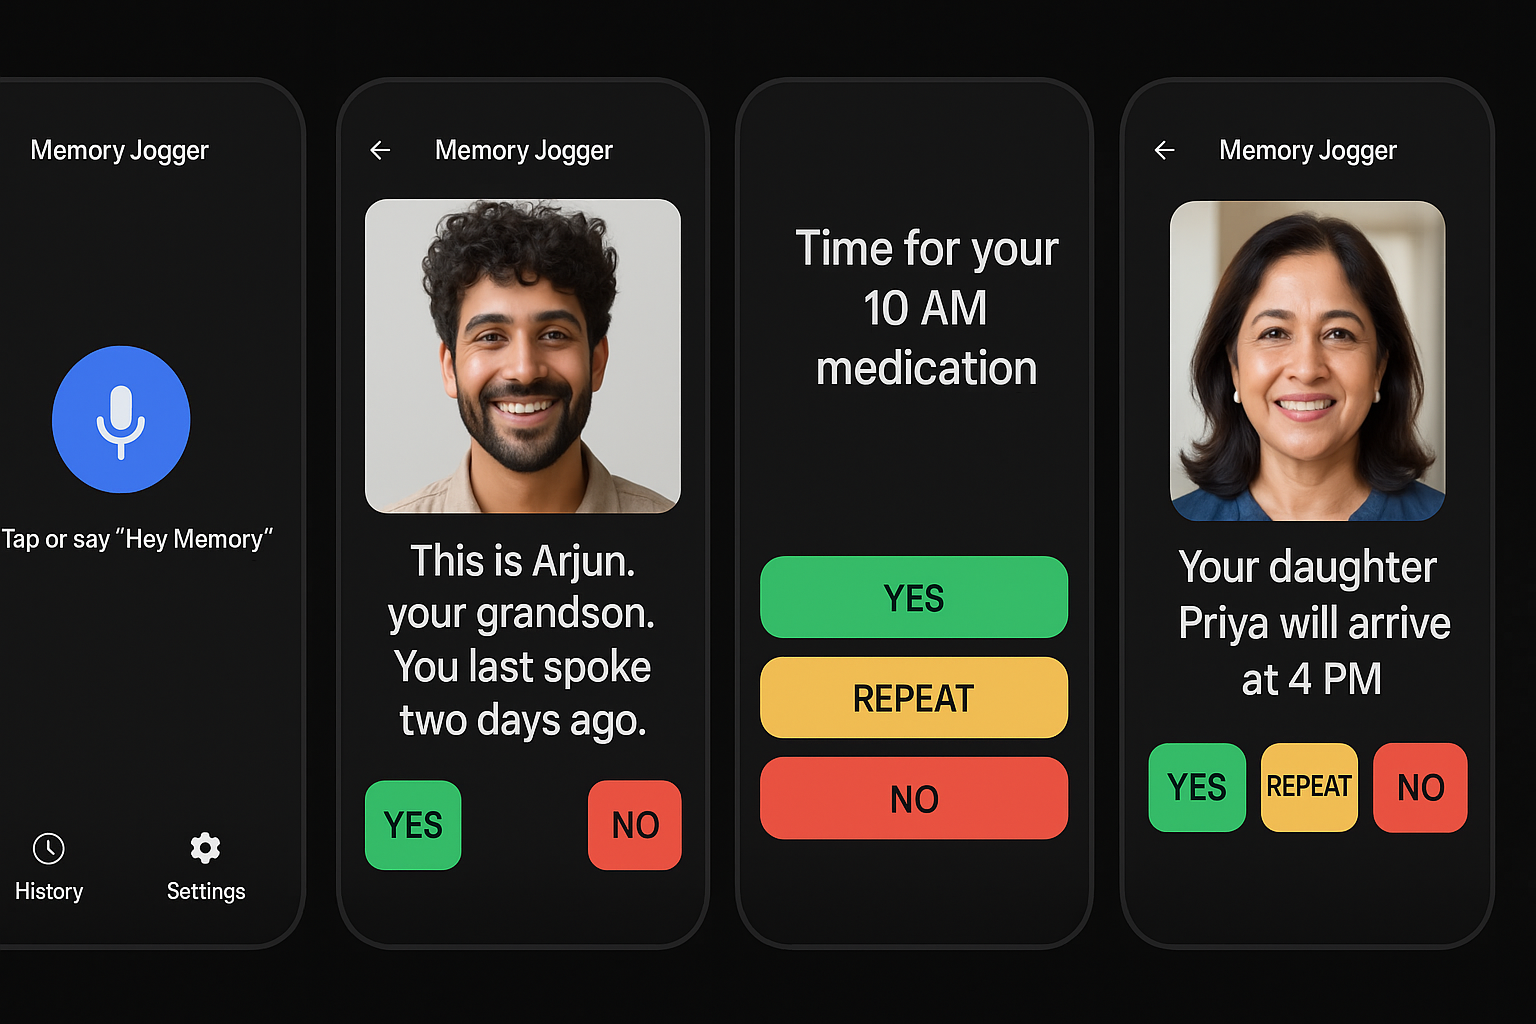 Memory Jogger
Tap or say "Hey Memory"
History
Settings
Memory Jogger
This is Arjun.
your grandson.
You last spoke
two days ago.
YES
NO
Time for your
10 AM
medication
YES
REPEAT
NO
Memory Jogger
Your daughter
Priya will arrive
at 4 PM
YES
REPEAT
NO